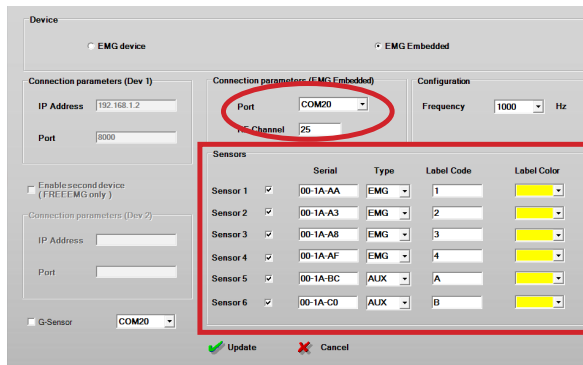 Device
EMG device
EMG Embedded
Connection parameters (Dev 1)
IP Address 192.168.1.2
Port 8000
Enable second device
( FREEEMG only )
Connection parameters (Dev 2)
IP Address
Port
G-Sensor COM20
Connection parameters (EMG Embedded)
Port COM20
RF Channel 25
Configuration
Frequency 1000 Hz
Sensors
Serial Type Label Code Label Color
Sensor 1 00-1A-AA EMG 1
Sensor 2 00-1A-A3 EMG 2
Sensor 3 00-1A-A8 EMG 3
Sensor 4 00-1A-AF EMG 4
Sensor 5 00-1A-BC AUX A
Sensor 6 00-1A-C0 AUX B
Update Cancel